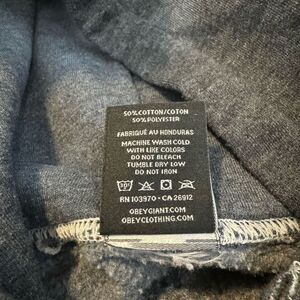 50% COTTON/COTON
50% POLYESTER
FABRIQUÉ AU HONDURAS
MACHINE WASH COLD
WITH LIKE COLORS
DO NOT BLEACH
TUMBLE DRY LOW
DO NOT IRON
RN 103970 • CA 26912
OBEYGIANT.COM
OBEYCLOTHING.COM